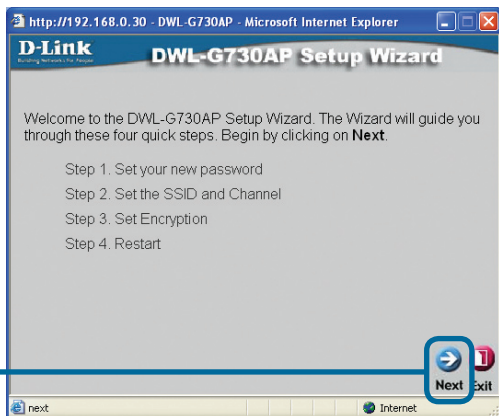 http://192.168.0.30 - DWL-G730AP - Microsoft Internet Explorer
D-Link
Building Networks for People
DWL-G730AP Setup Wizard
Welcome to the DWL-G730AP Setup Wizard. The Wizard will guide you
through these four quick steps. Begin by clicking on Next.
Step 1. Set your new password
Step 2. Set the SSID and Channel
Step 3. Set Encryption
Step 4. Restart
Next Exit
next Internet